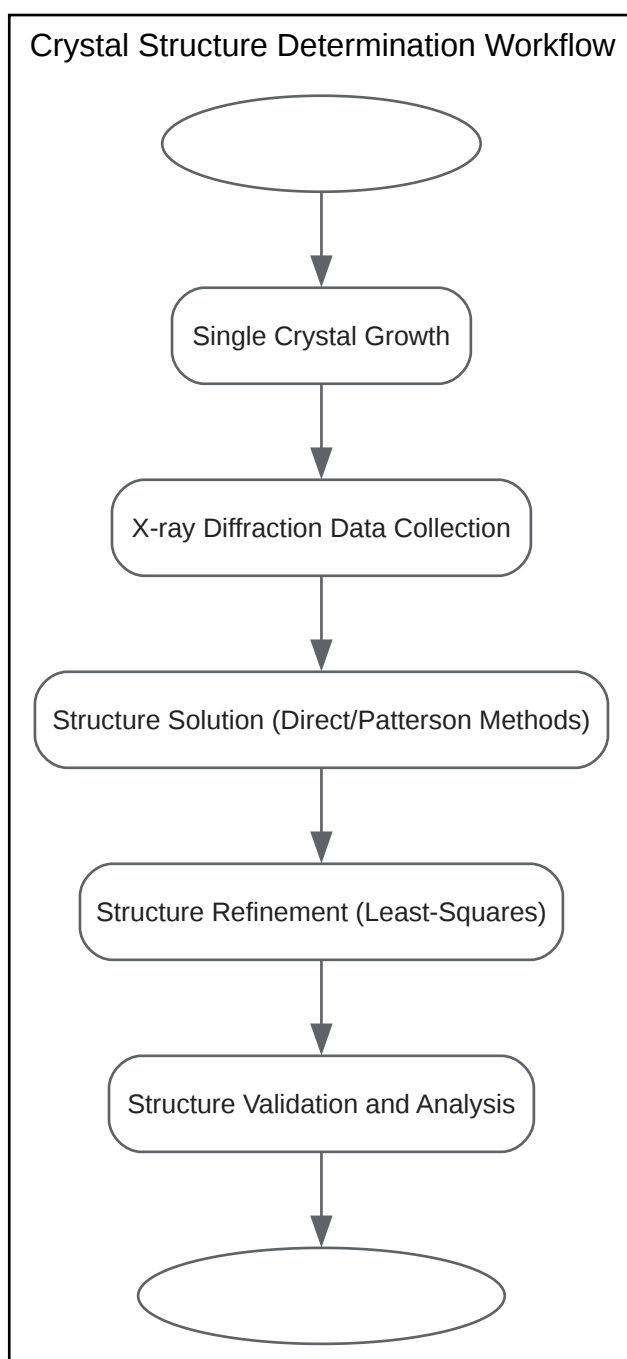 Crystal Structure Determination Workflow
Single Crystal Growth
X-ray Diffraction Data Collection
Structure Solution (Direct/Patterson Methods)
Structure Refinement (Least-Squares)
Structure Validation and Analysis